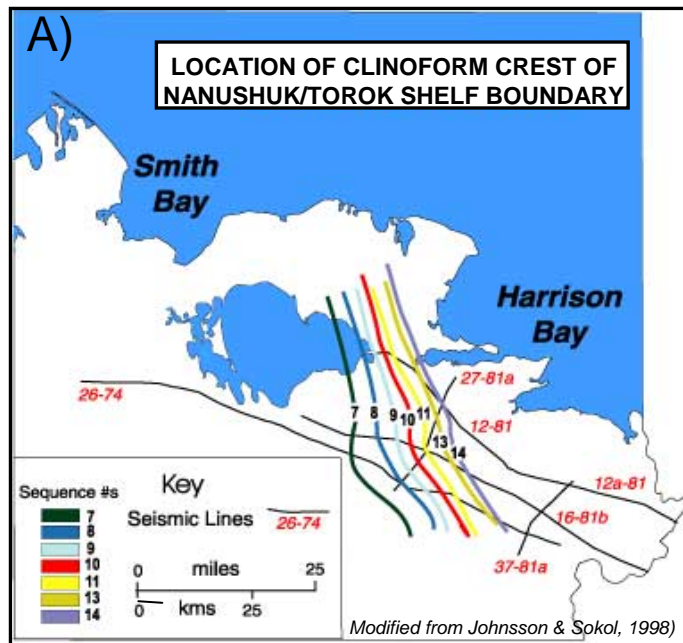 A)
LOCATION OF CLINOFORM CREST OF
NANUSHUK/TOROK SHELF BOUNDARY
Smith
Bay
Harrison
Bay
27-81a
26-74
12-81
7
8
9
10
11
13
14
12a-81
16-81b
37-81a
Sequence #s
Key
7
8
9
10
11
13
14
Seismic Lines
26-74
0 miles 25
0 kms 25
Modified from Johnsson & Sokol, 1998)